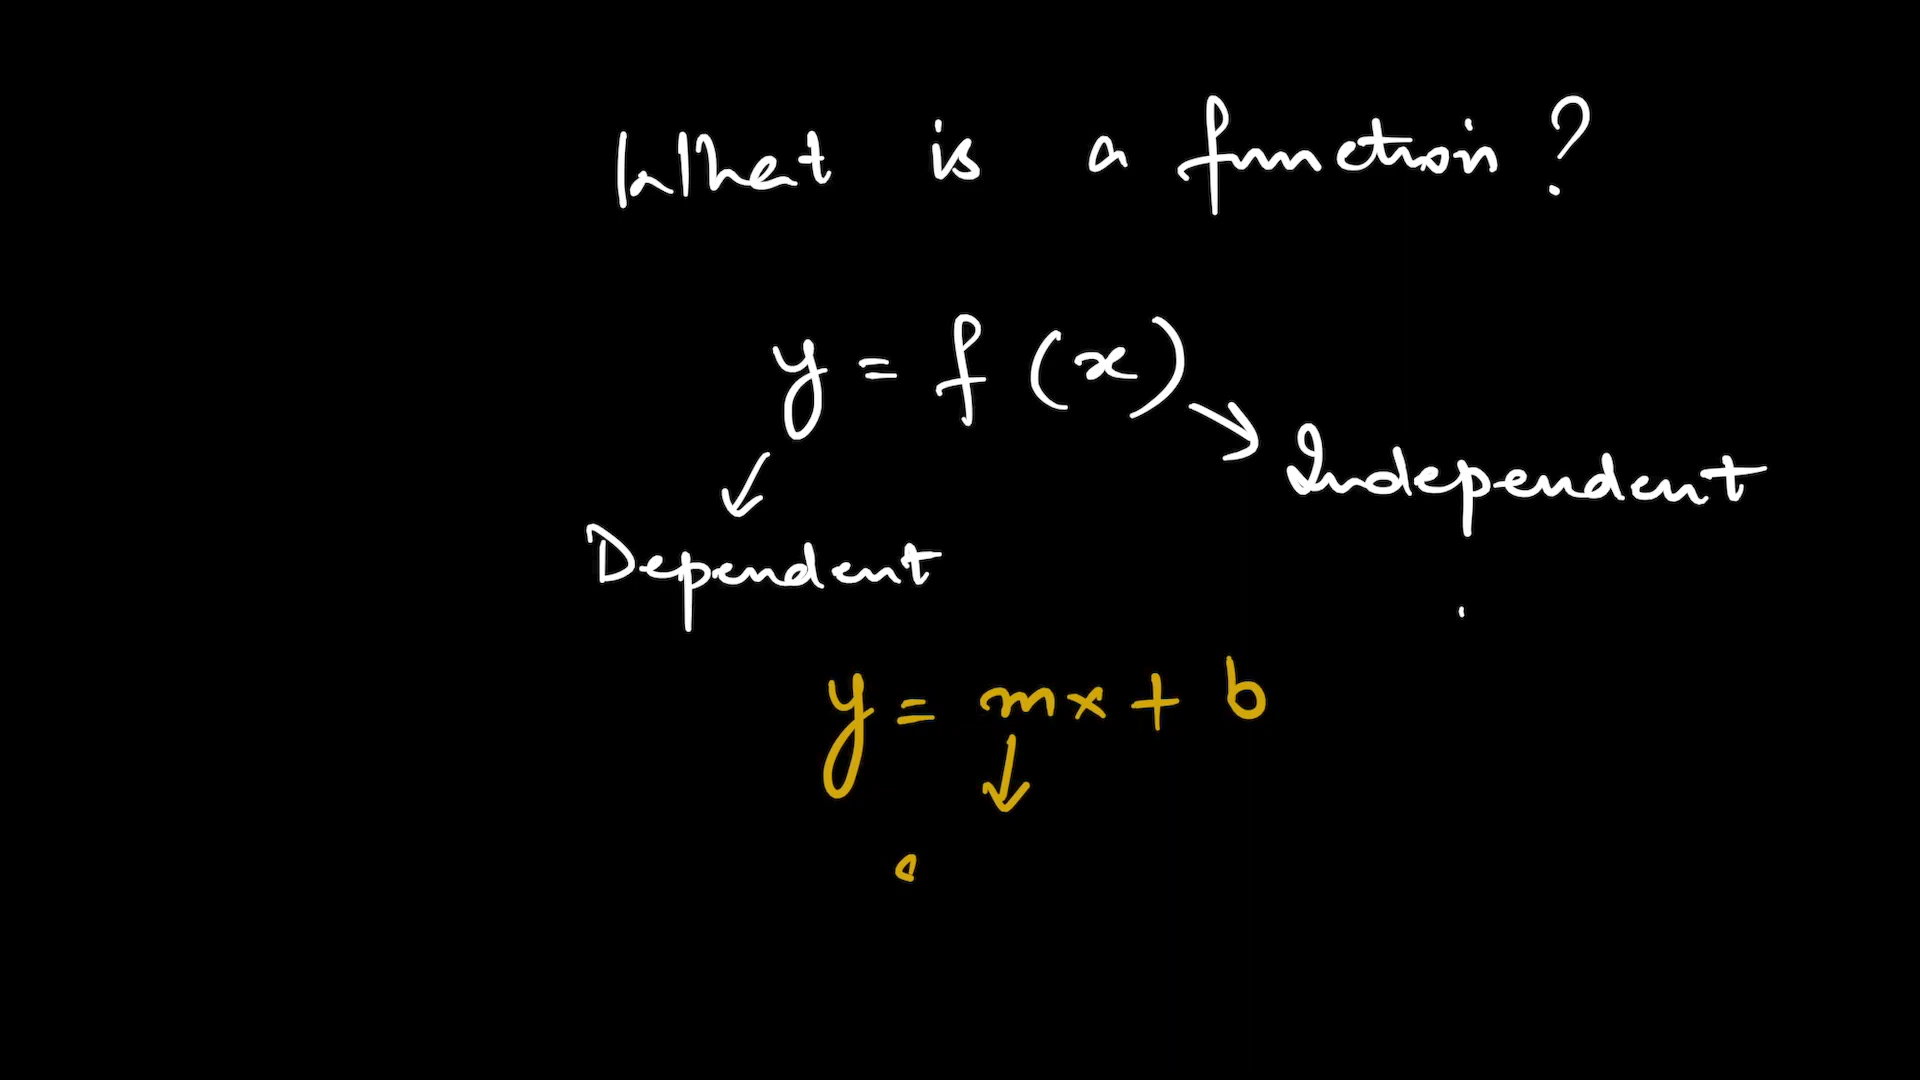 What is a function?
y = f (x)
Independent
Dependent
y = mx + b